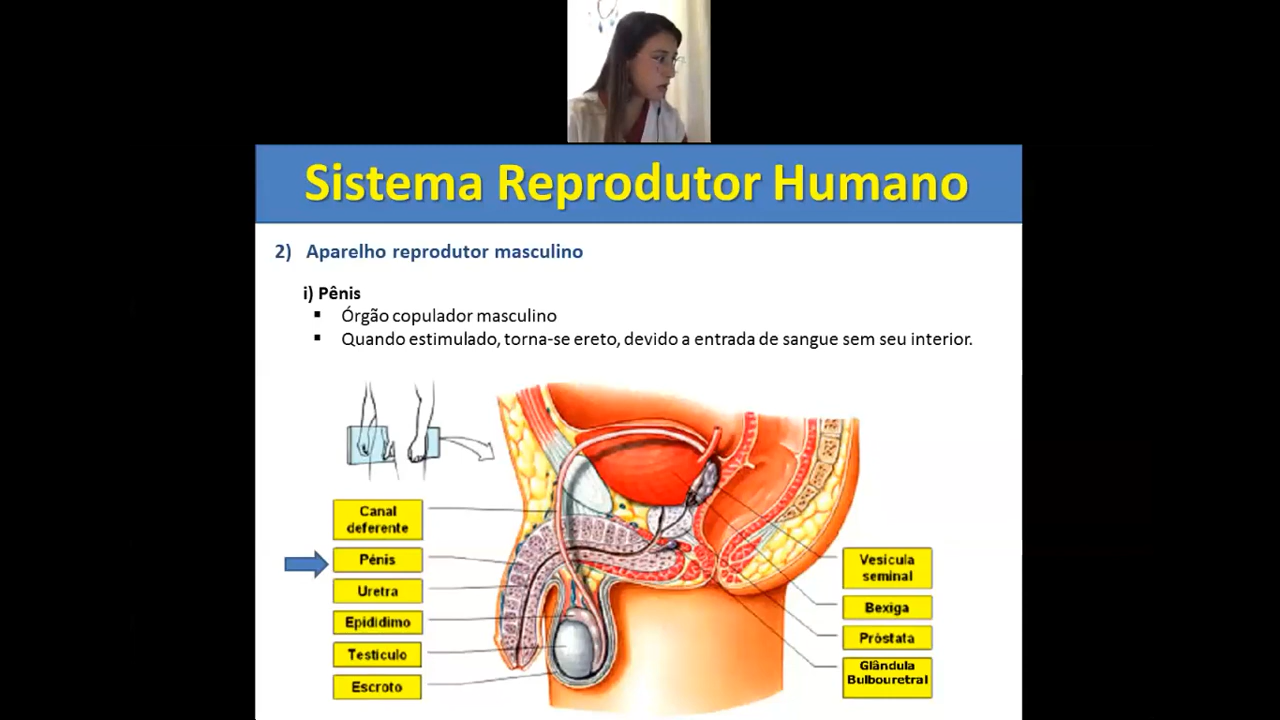 Sistema Reprodutor Humano
2) Aparelho reprodutor masculino
i) Pênis
▪ Órgão copulador masculino
▪ Quando estimulado, torna-se ereto, devido a entrada de sangue sem seu interior.
Canal
deferente
Pénis
Uretra
Epidídimo
Testículo
Escroto
Vesícula
seminal
Bexiga
Próstata
Glândula
Bulbouretral